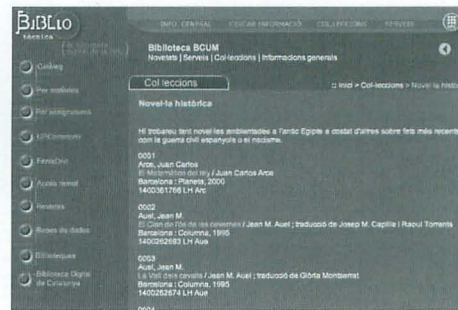 BIBLIO
tècnica
INFO. GENERAL CERCAR INFORMACIÓ COL·LECCIONS SERVEIS
Biblioteca BCUM
Novetats | Serveis | Col·leccions | Informacions generals
Catàleg
Per matèries
Per assignatures
UPCommons
FènixDoc
Accés remot
Revistes
Bases de dades
Biblioteques
Biblioteca Digital
de Catalunya
Col·leccions
Inici > Col·leccions > Novel·la histò
Novel·la històrica
Hi trobareu tant novel·les ambientades a l'antic Egipte a costat d'altres sobre fets més recents
com la guerra civil espanyola o el nazisme.
0001
Arce, Juan Carlos
El Matemático del rey / Juan Carlos Arce
Barcelona : Planeta, 2000
1400361766 LH Arc
0002
Auel, Jean M.
El Clan de l'ós de les cavernes / Jean M. Auel ; traducció de Josep M. Capilla i Raoul Torrents
Barcelona : Columna, 1995
1400262683 LH Aue
0003
Auel, Jean M.
La Vall dels cavalls / Jean M. Auel ; traducció de Glòria Montserrat
Barcelona : Columna, 1995
1400262674 LH Aue
0004